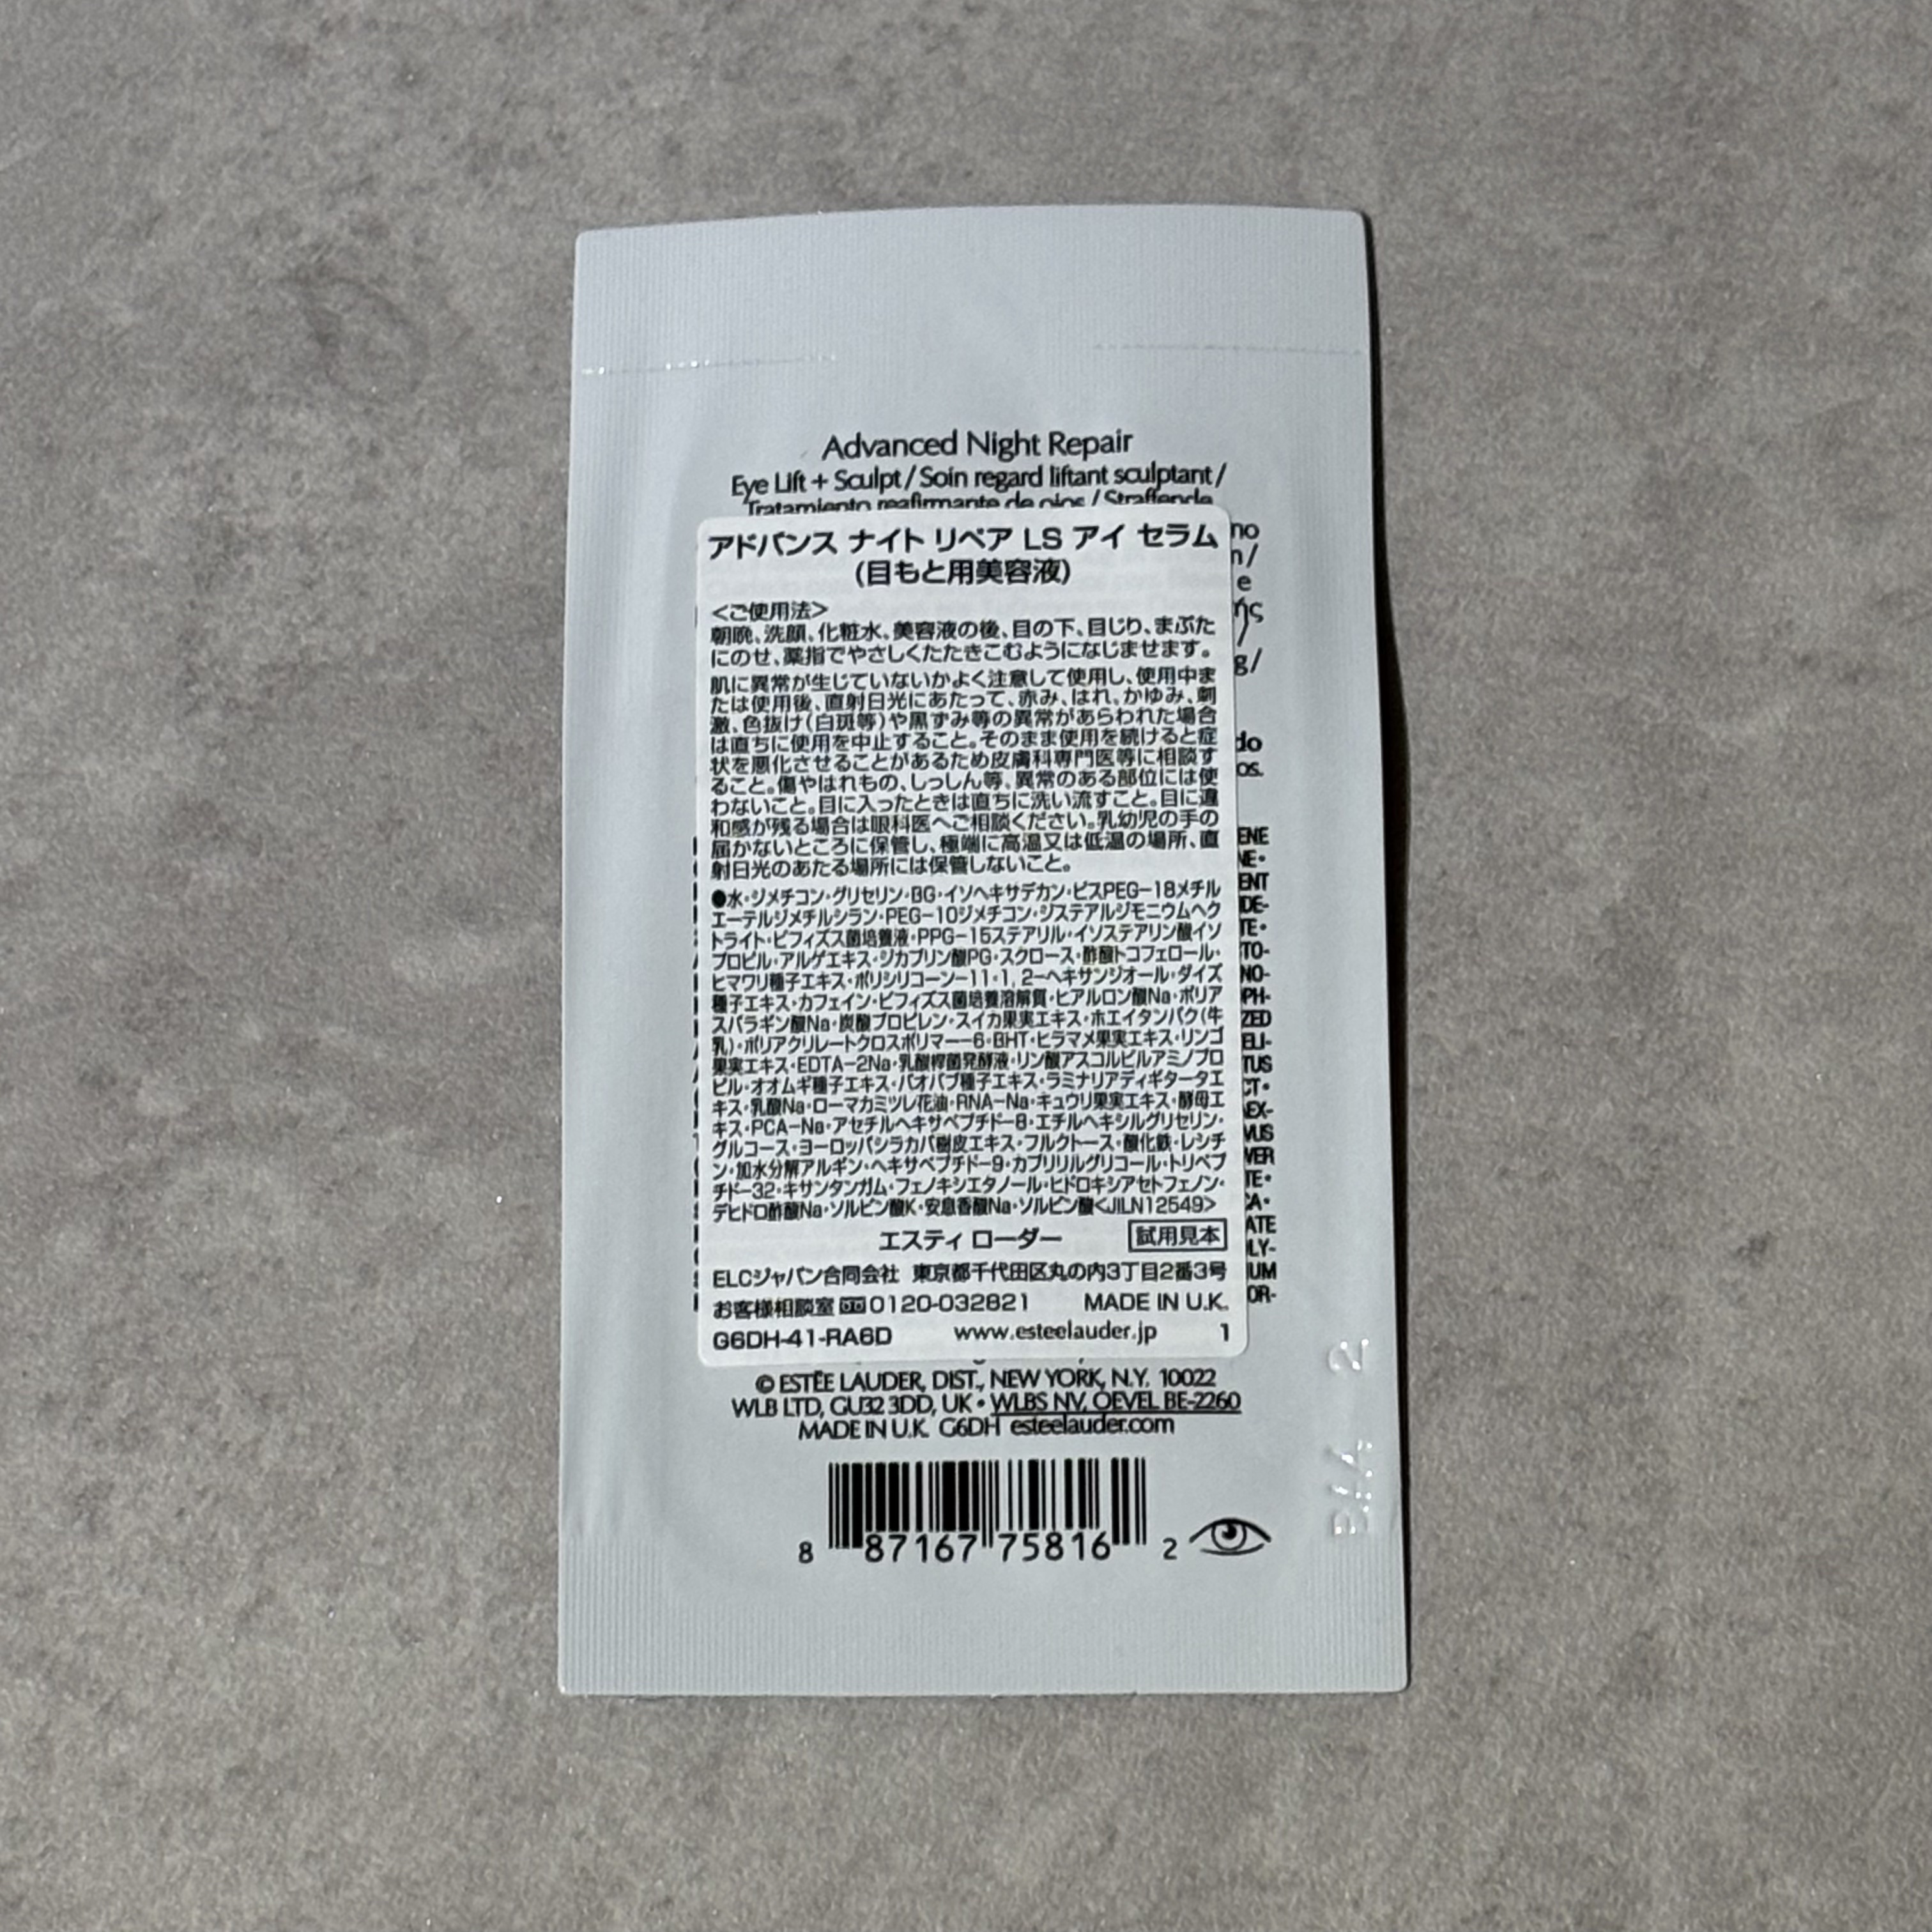 Advanced Night Repair
Eye Lift + Sculpt / Soin regard liftant sculptant /
Tratamiento reafirmante de ojos / Straffende
アドバンス ナイト リペア LS アイ セラム
(目もと用美容液)
<ご使用法>
朝晩、洗顔、化粧水、美容液の後、目の下、目じり、まぶた
にのせ、薬指でやさしくたたきこむようになじませます。
肌に異常が生じていないかよく注意して使用し、使用中ま
たは使用後、直射日光にあたって、赤み、はれ、かゆみ、刺
激、色抜け(白斑等)や黒ずみ等の異常があらわれた場合
は直ちに使用を中止すること。そのまま使用を続けると症
状を悪化させることがあるため皮膚科専門医等に相談す
ること。傷やはれもの、しっしん等、異常のある部位には使
わないこと。目に入ったときは直ちに洗い流すこと。目に違
和感が残る場合は眼科医へご相談ください。乳幼児の手の
届かないところに保管し、極端に高温又は低温の場所、直
射日光のあたる場所には保管しないこと。
●水・ジメチコン・グリセリン・BG・イソヘキサデカン・ビスPEG-18メチル
エーテルジメチルシラン・PEG-10ジメチコン・ジステアルジモニウムヘク
トライト・ビフィズス菌培養液・PPG-15ステアリル・イソステアリン酸イソ
プロピル・アルゲエキス・ジカプリン酸PG・スクロース・酢酸トコフェロール・
ヒマワリ種子エキス・ポリシリコーン-11・1, 2-ヘキサンジオール・ダイズ
種子エキス・カフェイン・ビフィズス菌培養溶解質・ヒアルロン酸Na・ポリア
スパラギン酸Na・炭酸プロピレン・スイカ果実エキス・ホエイタンパク(牛
乳)・ポリアクリレートクロスポリマー-6・BHT・ヒラマメ果実エキス・リンゴ
果実エキス・EDTA-2Na・乳酸桿菌発酵液・リン酸アスコルビルアミノプロ
ピル・オオムギ種子エキス・バオバブ種子エキス・ラミナリアディギタータエ
キス・乳酸Na・ローマカミツレ花油・RNA-Na・キュウリ果実エキス・酵母エ
キス・PCA-Na・アセチルヘキサペプチド-8・エチルヘキシルグリセリン・
グルコース・ヨーロッパシラカバ樹皮エキス・フルクトース・酸化鉄・レシチ
ン・加水分解アルギン・ヘキサペプチド-9・カプリリルグリコール・トリペプ
チド-32・キサンタンガム・フェノキシエタノール・ヒドロキシアセトフェノン・
デヒドロ酢酸Na・ソルビン酸K・安息香酸Na・ソルビン酸<JILN12549>
エスティ ローダー 試用見本
ELCジャパン合同会社 東京都千代田区丸の内3丁目2番3号
お客様相談室 0120-032821 MADE IN U.K.
G6DH-41-RA6D www.esteelauder.jp 1
© ESTĒE LAUDER, DIST., NEW YORK, N.Y. 10022
WLB LTD, GU32 3DD, UK • WLBS NV, OEVEL BE-2260
MADE IN U.K. G6DH esteelauder.com
8 87167 75816 2